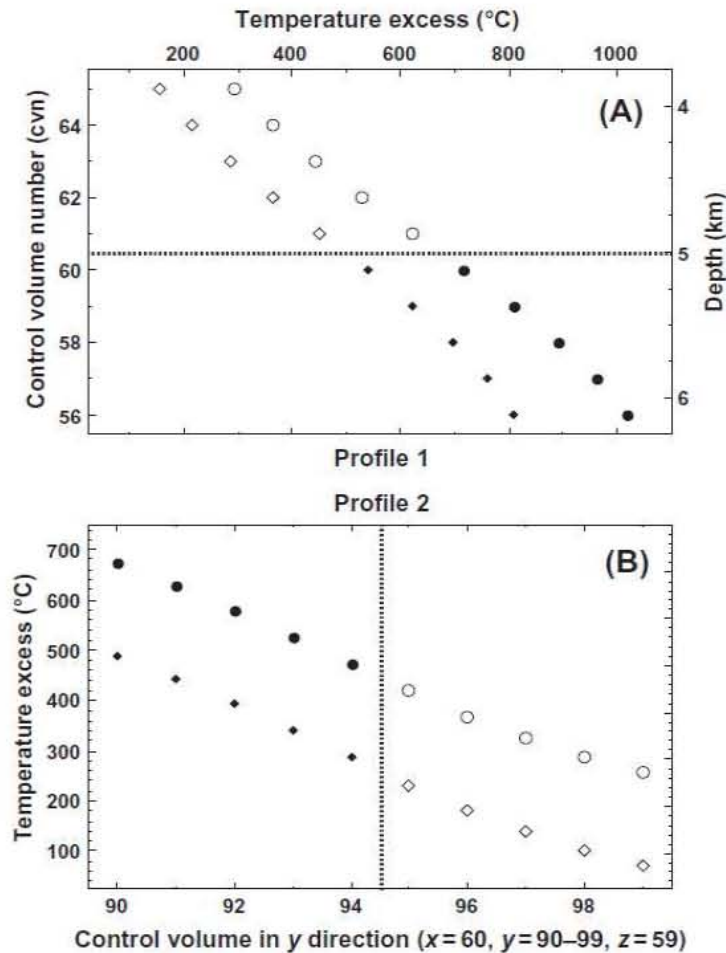 Temperature excess (°C)
200 400 600 800 1000
(A)
Control volume number (cvn)
64
62
60
58
56
4
5
6
Depth (km)
Profile 1
Profile 2
(B)
Temperature excess (°C)
700
600
500
400
300
200
100
90 92 94 96 98
Control volume in y direction (x=60, y=90–99, z=59)